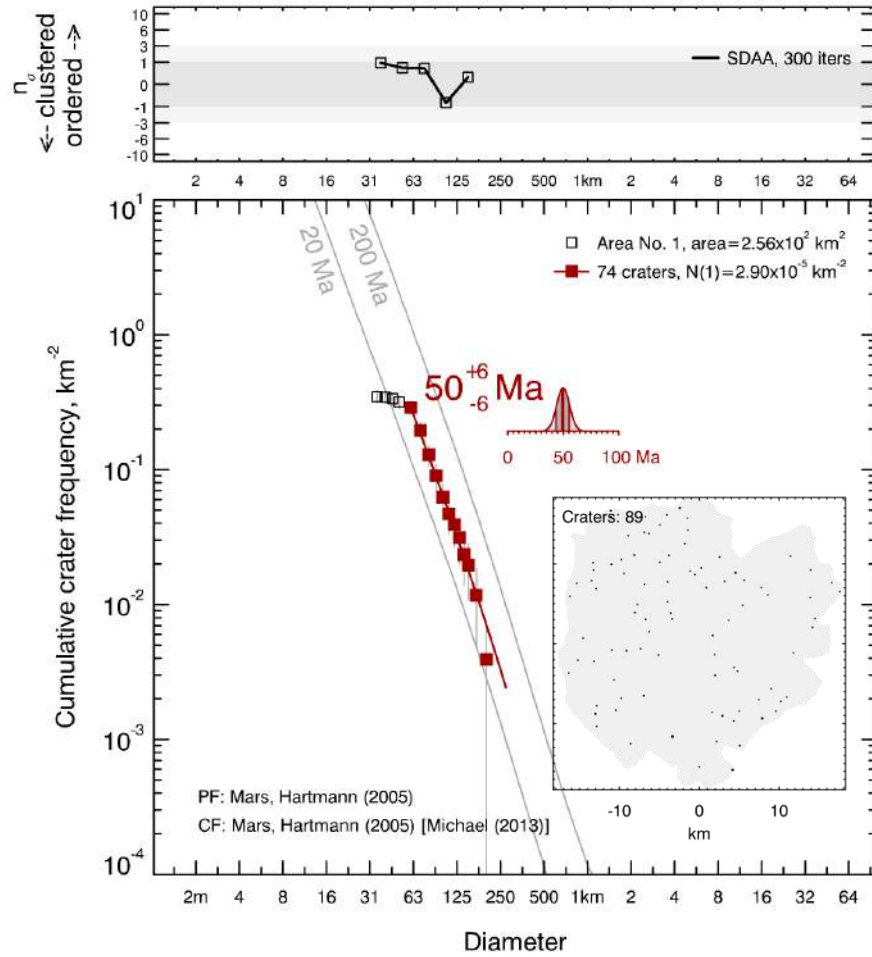 10
6
3
1
0
-1
-3
-6
-10
n_σ
<-- clustered
ordered -->
SDAA, 300 iters
2 4 8 16 31 63 125 250 500 1km 2 4 8 16 32 64
10^1
10^0
10^-1
10^-2
10^-3
10^-4
Cumulative crater frequency, km^-2
20 Ma
200 Ma
Area No. 1, area=2.56x10^2 km^2
74 craters, N(1)=2.90x10^-5 km^-2
50 +6 -6 Ma
0 50 100 Ma
Craters: 89
-10 0 10
km
PF: Mars, Hartmann (2005)
CF: Mars, Hartmann (2005) [Michael (2013)]
2m 4 8 16 31 63 125 250 500 1km 2 4 8 16 32 64
Diameter